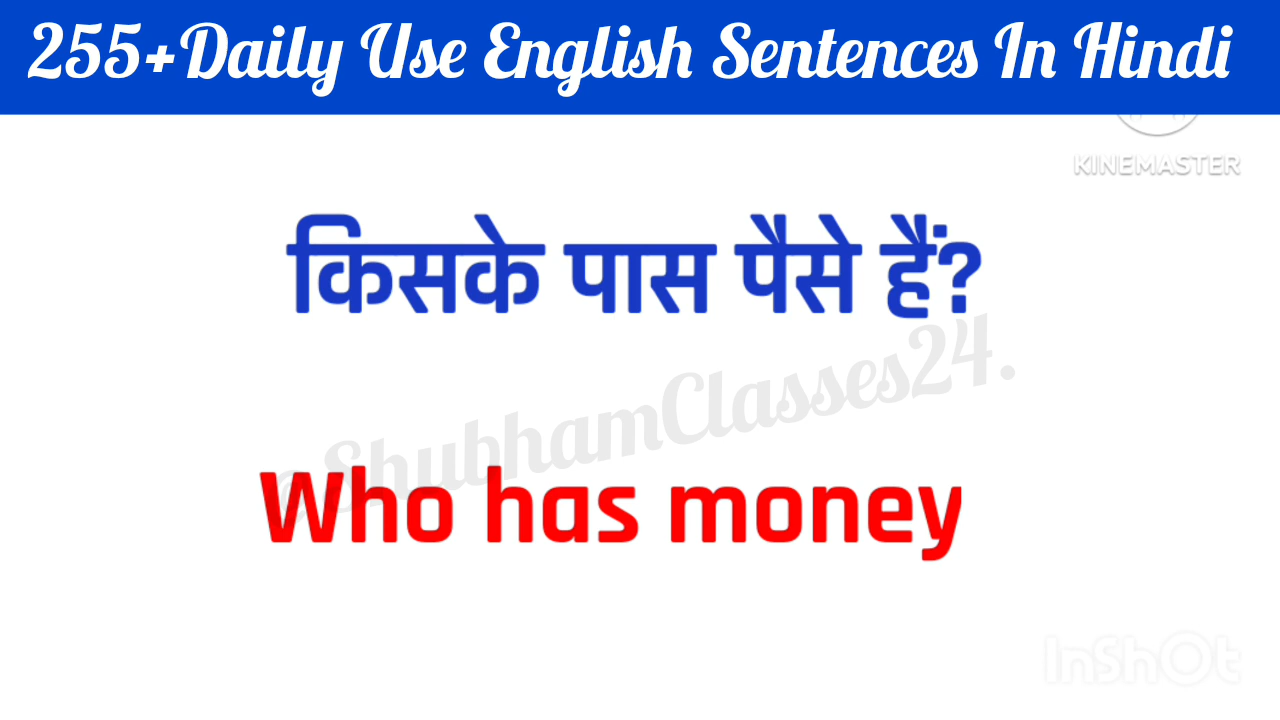 255+Daily Use English Sentences In Hindi
KINEMASTER
किसके पास पैसे हैं?
@ShubhamClasses24.
Who has money
InShOt